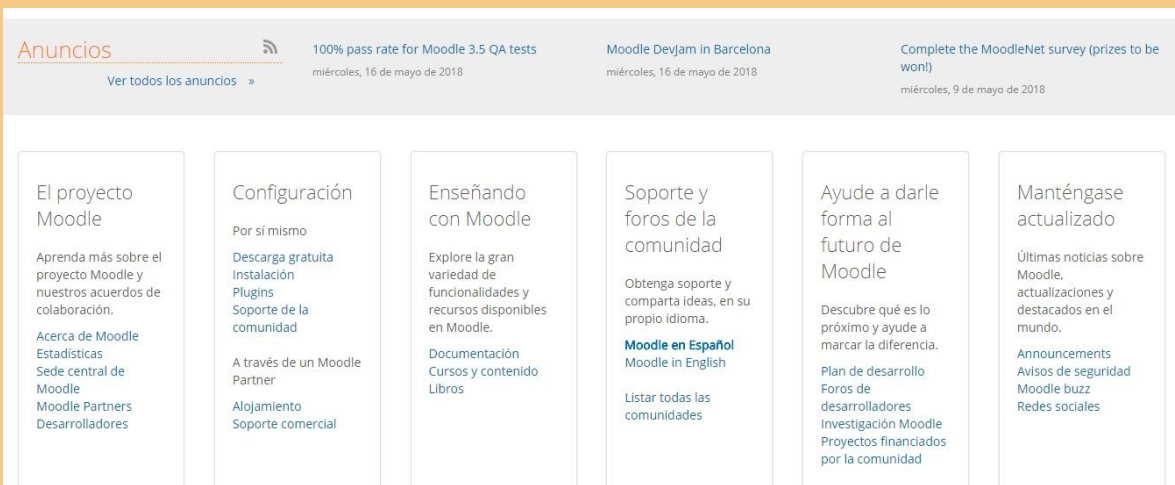 Anuncios
Ver todos los anuncios »
100% pass rate for Moodle 3.5 QA tests
miércoles, 16 de mayo de 2018
Moodle DevJam in Barcelona
miércoles, 16 de mayo de 2018
Complete the MoodleNet survey (prizes to be
won!)
miércoles, 9 de mayo de 2018
El proyecto
Moodle
Aprenda más sobre el
proyecto Moodle y
nuestros acuerdos de
colaboración.
Acerca de Moodle
Estadísticas
Sede central de
Moodle
Moodle Partners
Desarrolladores
Configuración
Por sí mismo
Descarga gratuita
Instalación
Plugins
Soporte de la
comunidad
A través de un Moodle
Partner
Alojamiento
Soporte comercial
Enseñando
con Moodle
Explore la gran
variedad de
funcionalidades y
recursos disponibles
en Moodle.
Documentación
Cursos y contenido
Libros
Soporte y
foros de la
comunidad
Obtenga soporte y
comparta ideas, en su
propio idioma.
Moodle en Español
Moodle in English
Listar todas las
comunidades
Ayude a darle
forma al
futuro de
Moodle
Descubre qué es lo
próximo y ayude a
marcar la diferencia.
Plan de desarrollo
Foros de
desarrolladores
Investigación Moodle
Proyectos financiados
por la comunidad
Manténgase
actualizado
Últimas noticias sobre
Moodle,
actualizaciones y
destacados en el
mundo.
Announcements
Avisos de seguridad
Moodle buzz
Redes sociales